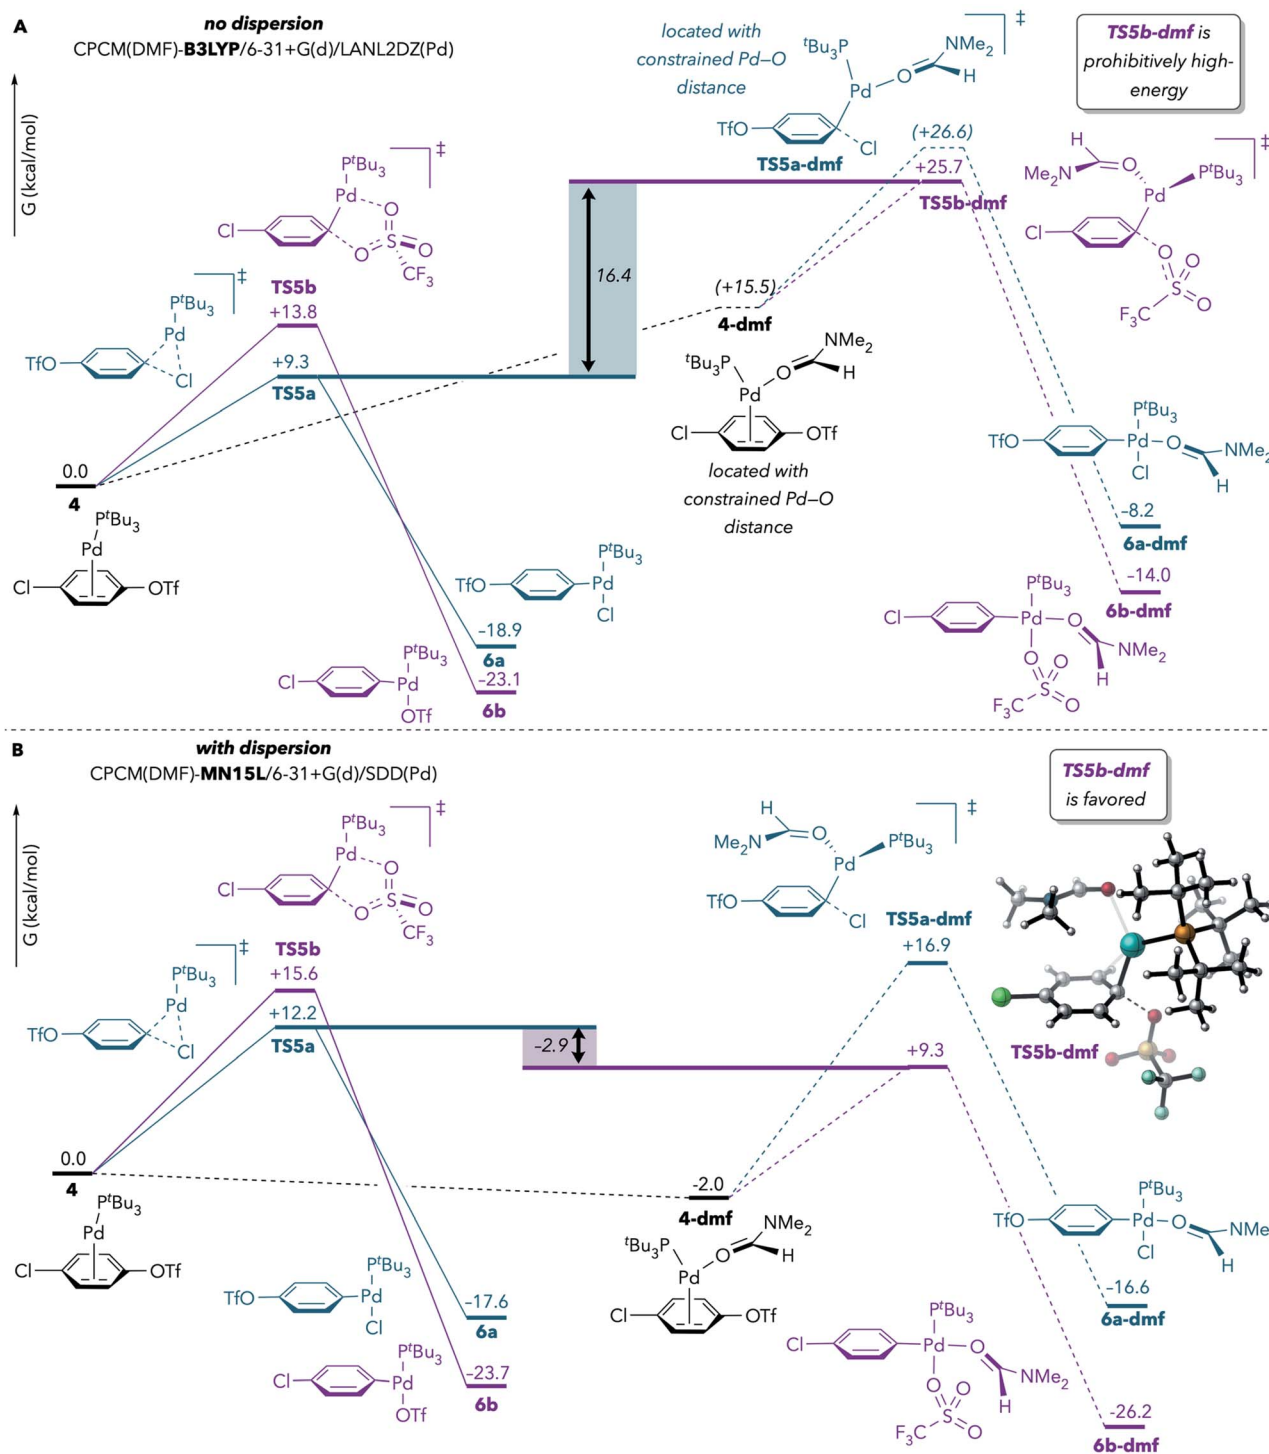 A
no dispersion
CPCM(DMF)-B3LYP/6-31+G(d)/LANL2DZ(Pd)
G (kcal/mol)
located with
constrained Pd–O
distance
ᵗBu₃P
Pd
O
NMe₂
H
‡
TfO
Cl
TS5a-dmf
TS5b-dmf is
prohibitively high-
energy
(+26.6)
+25.7
TS5b-dmf
H
Me₂N
O
Pd
PᵗBu₃
‡
Cl
O
S
O
O
F₃C
PᵗBu₃
‡
Pd
O
Cl
O
S
O
CF₃
TS5b
+13.8
PᵗBu₃
‡
Pd
TfO
Cl
+9.3
TS5a
16.4
(+15.5)
4-dmf
ᵗBu₃P
NMe₂
O
H
Pd
Cl
OTf
located with
constrained Pd–O
distance
0.0
4
PᵗBu₃
Pd
Cl
OTf
PᵗBu₃
TfO
Pd
Cl
–18.9
6a
PᵗBu₃
Cl
Pd
OTf
–23.1
6b
PᵗBu₃
TfO
Pd
O
NMe₂
Cl
H
–8.2
6a-dmf
–14.0
6b-dmf
PᵗBu₃
Cl
Pd
O
NMe₂
O
H
S
O
O
F₃C
B
with dispersion
CPCM(DMF)-MN15L/6-31+G(d)/SDD(Pd)
G (kcal/mol)
TS5b-dmf
is favored
PᵗBu₃
‡
Pd
O
Cl
O
S
O
CF₃
TS5b
+15.6
PᵗBu₃
‡
Pd
TfO
Cl
+12.2
TS5a
–2.9
H
Me₂N
O
Pd
PᵗBu₃
‡
TfO
Cl
TS5a-dmf
+16.9
+9.3
TS5b-dmf
0.0
4
PᵗBu₃
Pd
Cl
OTf
-2.0
4-dmf
ᵗBu₃P
NMe₂
O
H
Pd
Cl
OTf
PᵗBu₃
TfO
Pd
Cl
–17.6
6a
PᵗBu₃
Cl
Pd
OTf
–23.7
6b
PᵗBu₃
TfO
Pd
O
NMe
Cl
H
–16.6
6a-dmf
PᵗBu₃
Cl
Pd
O
NMe₂
O
H
S
O
O
F₃C
-26.2
6b-dmf